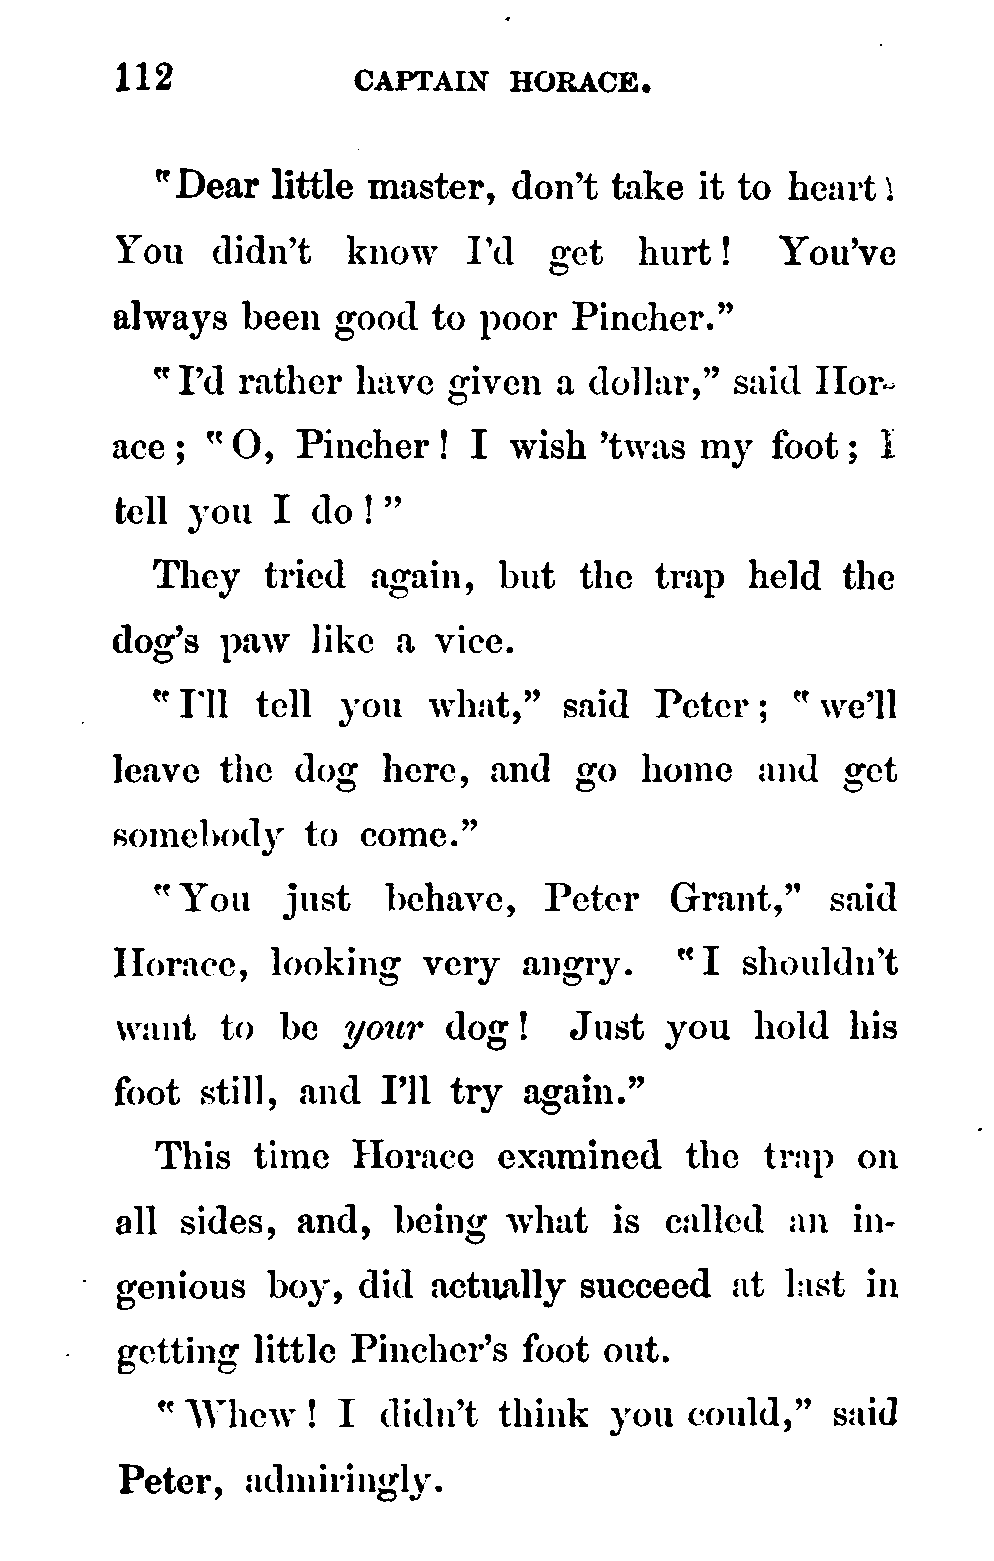 112 CAPTAIN HORACE.
"Dear little master, don't take it to heart!
You didn't know I'd get hurt! You've
always been good to poor Pincher."
"I'd rather have given a dollar," said Hor-
ace; "O, Pincher! I wish 'twas my foot; I
tell you I do!"
They tried again, but the trap held the
dog's paw like a vice.
"I'll tell you what," said Peter; "we'll
leave the dog here, and go home and get
somebody to come."
"You just behave, Peter Grant," said
Horace, looking very angry. "I shouldn't
want to be your dog! Just you hold his
foot still, and I'll try again."
This time Horace examined the trap on
all sides, and, being what is called an in-
genious boy, did actually succeed at last in
getting little Pincher's foot out.
"Whew! I didn't think you could," said
Peter, admiringly.